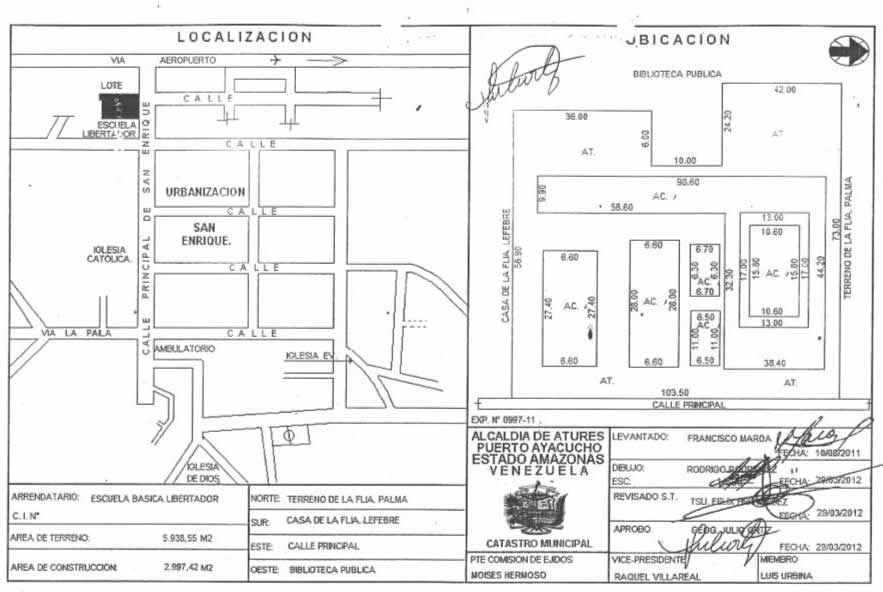 LOCALIZACION
VIA AEROPUERTO
LOTE
CALLE
ESCUELA
LIBERTADOR
CALLE
CALLE PRINCIPAL DE SAN ENRIQUE
URBANIZACION
CALLE
SAN
ENRIQUE.
IGLESIA
CATOLICA.
CALLE
VIA LA PAILA
CALLE
AMBULATORIO
IGLESIA EV.
IGLESIA
DE DIOS
UBICACION
BIBLIOTECA PUBLICA
42.00
36.00
6.00
24.20
AT.
AT.
10.00
98.60
9.90
AC.
58.60
CASA DE LA FLIA. LEFEBRE
56.90
TERRENO DE LA FLIA. PALMA
73.00
13.00
10.60
6.60
6.60
6.70
6.30
6.30
AC.
6.70
32.30
17.00
15.80
AC.
15.80
17.00
44.20
27.40
AC.
27.40
28.00
AC.
28.00
6.50
AC.
11.00
11.00
6.50
10.60
13.00
6.60
6.60
38.40
AT.
AT.
103.50
CALLE PRINCIPAL
EXP. N° 0997-11
ALCALDIA DE ATURES
PUERTO AYACUCHO
ESTADO AMAZONAS
VENEZUELA
CATASTRO MUNICIPAL
PTE COMISION DE EJIDOS
MOISES HERMOSO
LEVANTADO: FRANCISCO MAROA
FECHA: 10/08/2011
DIBUJO: RODRIGO
ESC: FECHA: 29/03/2012
REVISADO S.T. TSU. FELIX
FECHA: 29/03/2012
APROBO GEOG. JULIO ORTIZ
FECHA: 29/03/2012
VICE-PRESIDENTE
RAQUEL VILLAREAL
MIEMBRO
LUIS URBINA
ARRENDATARIO: ESCUELA BASICA LIBERTADOR
C. I. N°
AREA DE TERRENO: 5.938,55 M2
AREA DE CONSTRUCCION: 2.997,42 M2
NORTE: TERRENO DE LA FLIA. PALMA
SUR: CASA DE LA FLIA. LEFEBRE
ESTE: CALLE PRINCIPAL
OESTE: BIBLIOTECA PUBLICA